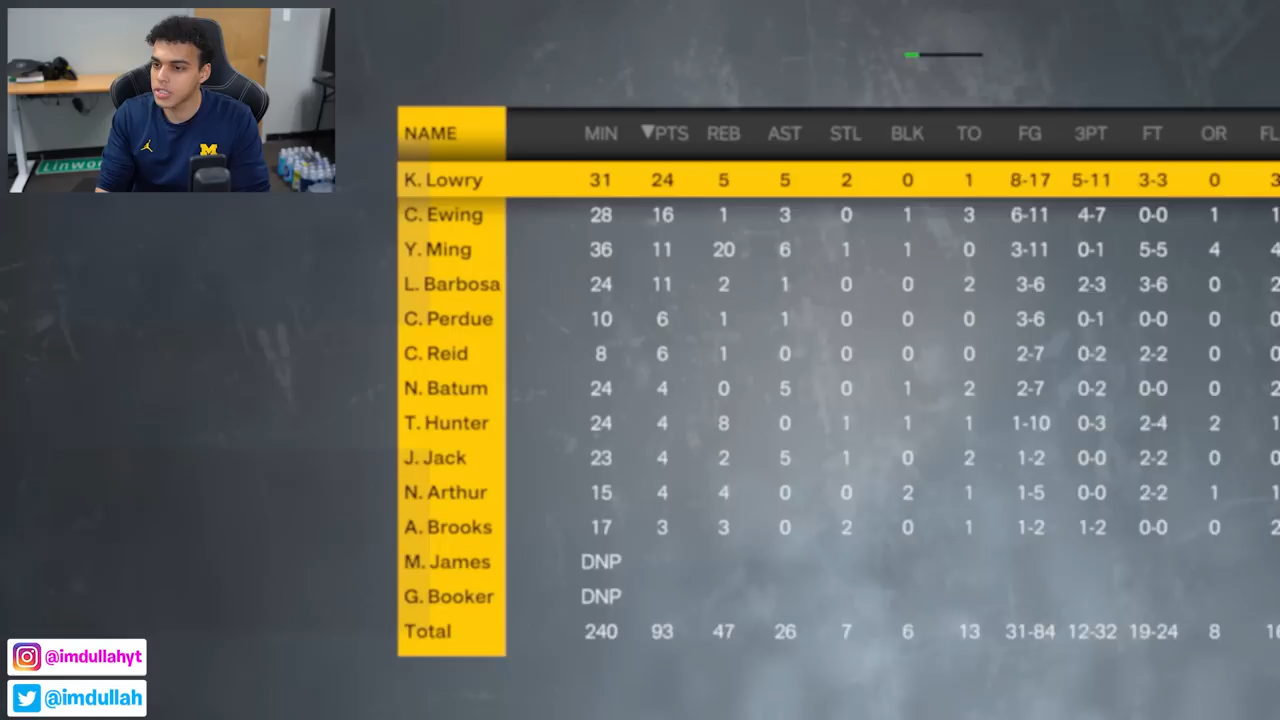 Linwo
M
NAME MIN ▼PTS REB AST STL BLK TO FG 3PT FT OR
K. Lowry 31 24 5 5 2 0 1 8-17 5-11 3-3 0 3
C. Ewing 28 16 1 3 0 1 3 6-11 4-7 0-0 1 1
Y. Ming 36 11 20 6 1 1 0 3-11 0-1 5-5 4 4
L. Barbosa 24 11 2 1 0 0 2 3-6 2-3 3-6 0 2
C. Perdue 10 6 1 1 0 0 0 3-6 0-1 0-0 0 0
C. Reid 8 6 1 0 0 0 0 2-7 0-2 2-2 0 0
N. Batum 24 4 0 5 0 1 2 2-7 0-2 0-0 0 2
T. Hunter 24 4 8 0 1 1 1 1-10 0-3 2-4 2 1
J. Jack 23 4 2 5 1 0 2 1-2 0-0 2-2 0 0
N. Arthur 15 4 4 0 0 2 1 1-5 0-0 2-2 1 1
A. Brooks 17 3 3 0 2 0 1 1-2 1-2 0-0 0 2
M. James DNP
G. Booker DNP
Total 240 93 47 26 7 6 13 31-84 12-32 19-24 8
@imdullahyt
@imdullah